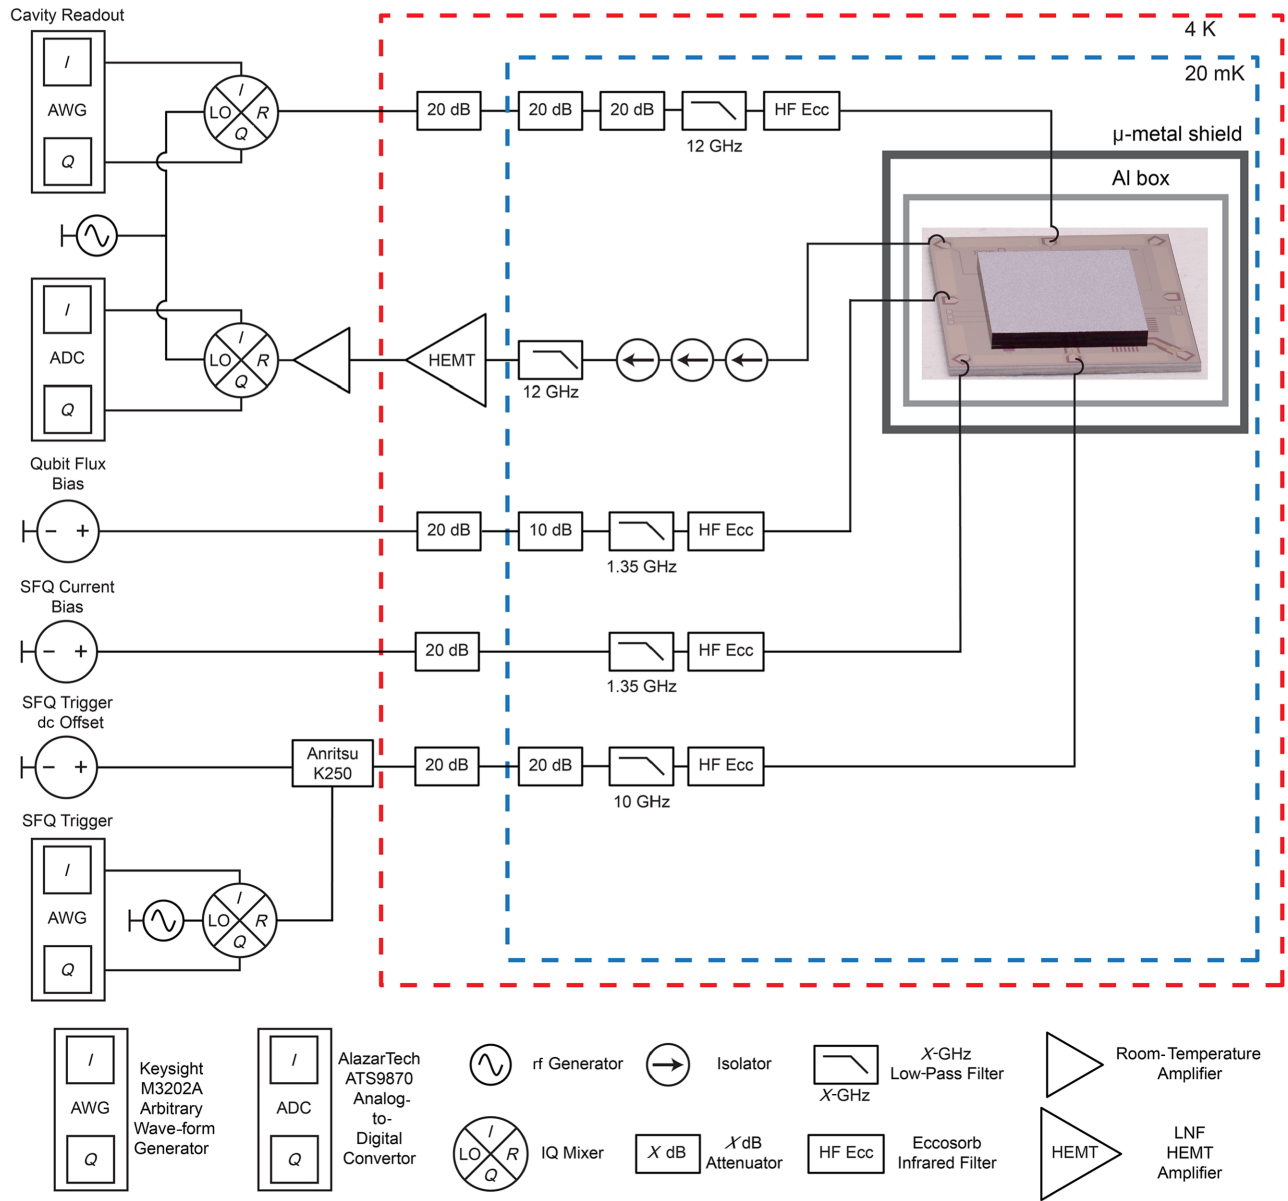 Cavity Readout
I
AWG
Q
I
LO
R
Q
20 dB
20 dB
20 dB
12 GHz
HF Ecc
4 K
20 mK
μ-metal shield
Al box
I
ADC
Q
I
LO
R
Q
HEMT
12 GHz
Qubit Flux
Bias
− +
20 dB
10 dB
1.35 GHz
HF Ecc
SFQ Current
Bias
− +
20 dB
1.35 GHz
HF Ecc
SFQ Trigger
dc Offset
− +
Anritsu
K250
20 dB
20 dB
10 GHz
HF Ecc
SFQ Trigger
I
AWG
Q
I
LO
R
Q
I
AWG
Q
Keysight
M3202A
Arbitrary
Wave-form
Generator
I
ADC
Q
AlazarTech
ATS9870
Analog-
to-
Digital
Convertor
rf Generator
Isolator
X-GHz
X-GHz
Low-Pass Filter
Room-Temperature
Amplifier
I
LO
R
Q
IQ Mixer
X dB
X dB
Attenuator
HF Ecc
Eccosorb
Infrared Filter
HEMT
LNF
HEMT
Amplifier